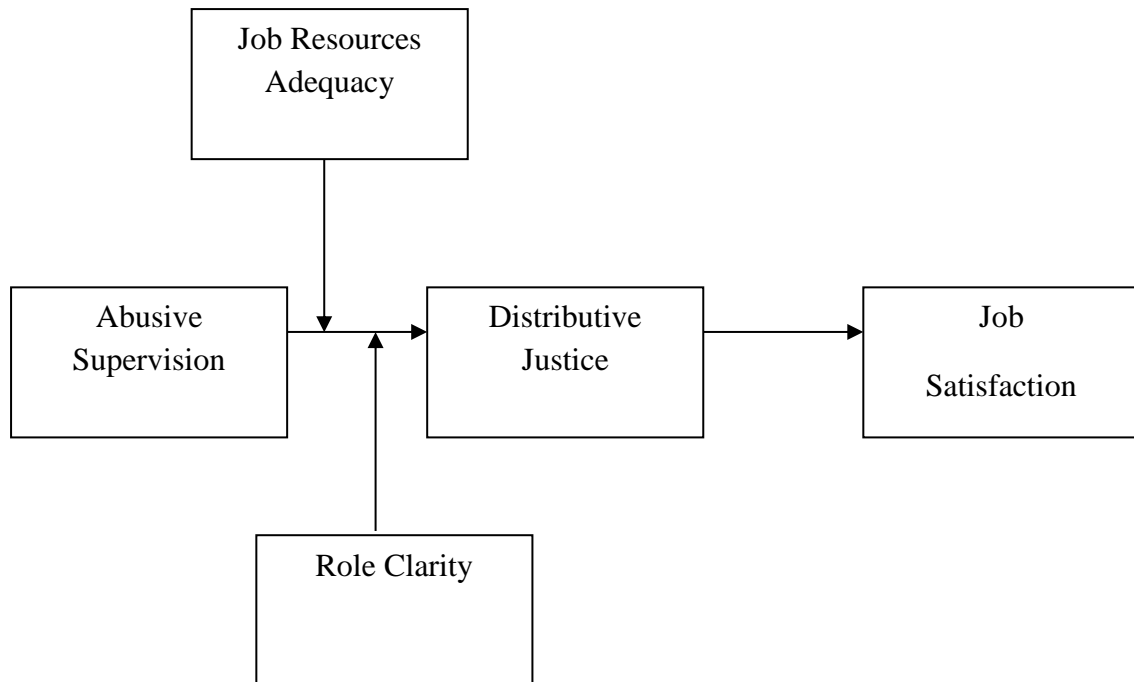 Job Resources
Adequacy
Abusive
Supervision
Distributive
Justice
Job
Satisfaction
Role Clarity